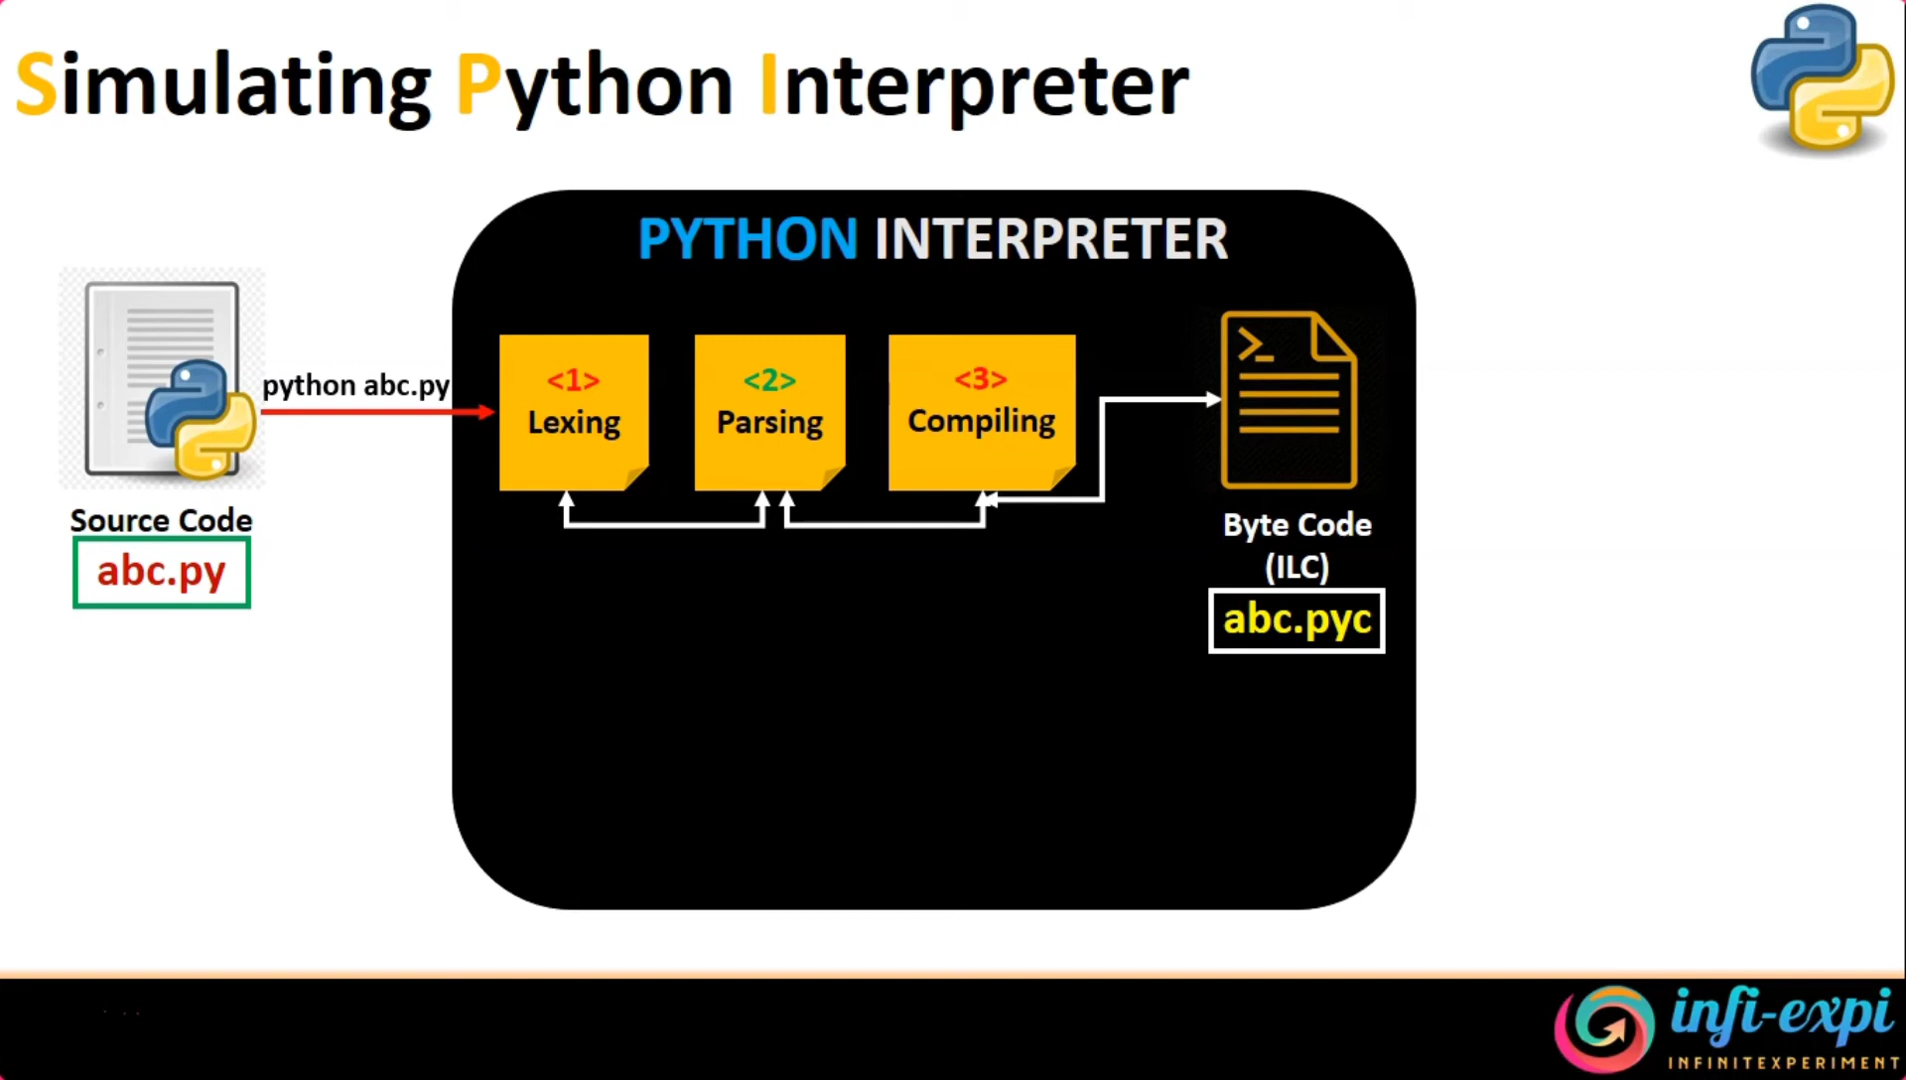 Simulating Python Interpreter
PYTHON INTERPRETER
python abc.py
<1>
Lexing
<2>
Parsing
<3>
Compiling
>_
Source Code
abc.py
Byte Code
(ILC)
abc.pyc
infi-expi
INFINITEXPERIMENT